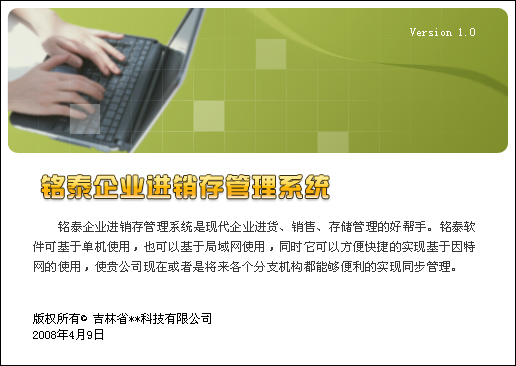 Version 1.0
铭泰企业进销存管理系统
铭泰企业进销存管理系统是现代企业进货、销售、存储管理的好帮手。铭泰软
件可基于单机使用，也可以基于局域网使用，同时它可以方便快捷的实现基于因特
网的使用，使贵公司现在或者是将来各个分支机构都能够便利的实现同步管理。
版权所有© 吉林省**科技有限公司
2008年4月9日